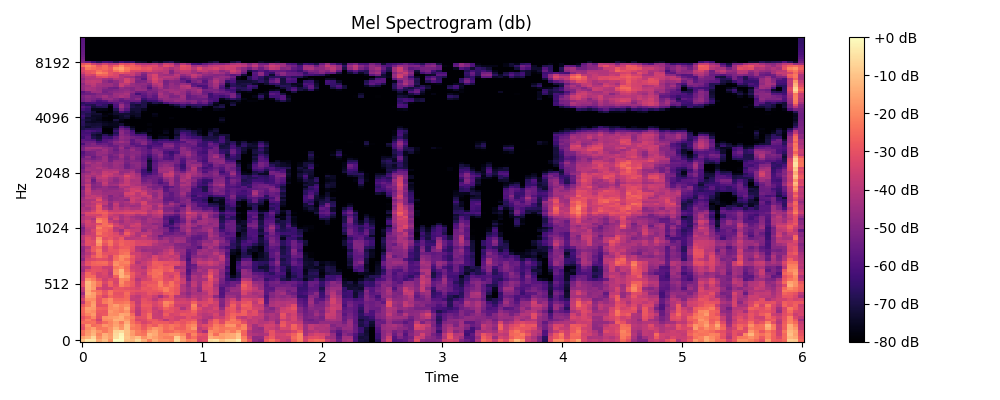 Mel Spectrogram (db)
8192
4096
2048
1024
512
0
Hz
0 1 2 3 4 5 6
Time
+0 dB
-10 dB
-20 dB
-30 dB
-40 dB
-50 dB
-60 dB
-70 dB
-80 dB